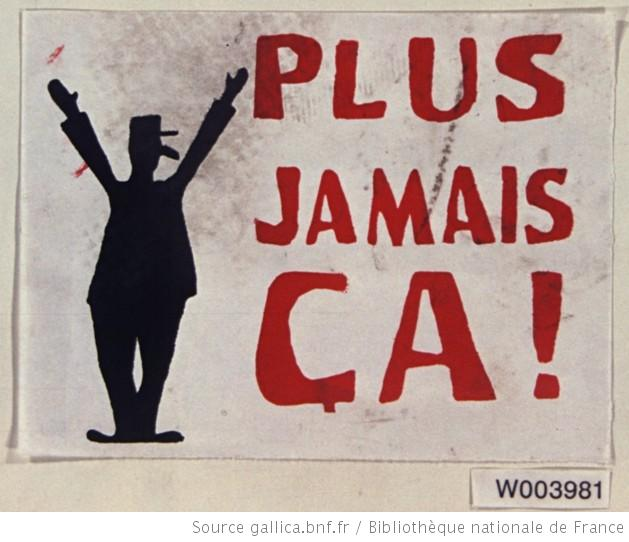 PLUS
JAMAIS
ÇA!
W003981
Source gallica.bnf.fr / Bibliothèque nationale de France